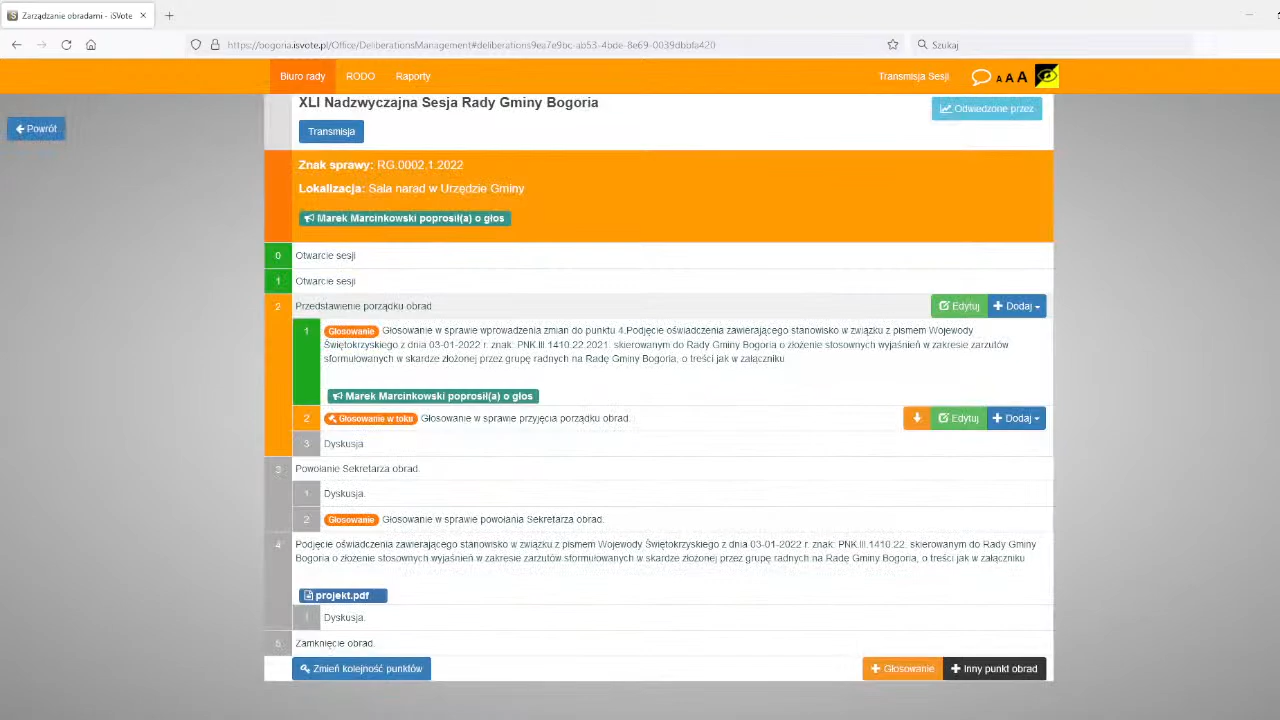 Zarządzanie obradami - iSVote
https://bogoria.isvote.pl/Office/DeliberationsManagement#deliberations9es7e9bc-ab53-4bde-8e69-0039dbbfa420
Szukaj
Biuro rady RODO Raporty Transmisja Sesji A A A
Powrót
XLI Nadzwyczajna Sesja Rady Gminy Bogoria
Odwiedzone przez
Transmisja
Znak sprawy: RG.0002.1.2022
Lokalizacja: Sala narad w Urzędzie Gminy
Marek Marcinkowski poprosił(a) o głos
0 Otwarcie sesji
1 Otwarcie sesji
2 Przedstawienie porządku obrad Edytuj Dodaj
1 Głosowanie Głosowanie w sprawie wprowadzenia zmian do punktu 4.Podjęcie oświadczenia zawierającego stanowisko w związku z pismem Wojewody
Świętokrzyskiego z dnia 03-01-2022 r. znak: PNK.III.1410.22.2021. skierowanym do Rady Gminy Bogoria o złożenie stosownych wyjaśnień w zakresie zarzutów
sformułowanych w skardze złożonej przez grupę radnych na Radę Gminy Bogoria, o treści jak w załączniku
Marek Marcinkowski poprosił(a) o głos
2 Głosowanie w toku Głosowanie w sprawie przyjęcia porządku obrad. Edytuj Dodaj
3 Dyskusja.
3 Powołanie Sekretarza obrad.
1 Dyskusja.
2 Głosowanie Głosowanie w sprawie powołania Sekretarza obrad.
4 Podjęcie oświadczenia zawierającego stanowisko w związku z pismem Wojewody Świętokrzyskiego z dnia 03-01-2022 r. znak: PNK.III.1410.22. skierowanym do Rady Gminy
Bogoria o złożenie stosownych wyjaśnień w zakresie zarzutów sformułowanych w skardze złożonej przez grupę radnych na Radę Gminy Bogoria, o treści jak w załączniku
projekt.pdf
1 Dyskusja.
5 Zamknięcie obrad.
Zmień kolejność punktów Głosowanie Inny punkt obrad